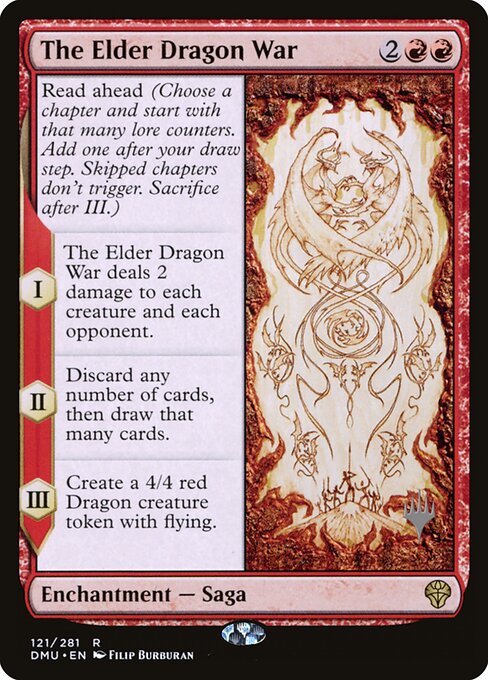 The Elder Dragon War 2
Read ahead (Choose a
chapter and start with
that many lore counters.
Add one after your draw
step. Skipped chapters
don't trigger. Sacrifice
after III.)
I
The Elder Dragon
War deals 2
damage to each
creature and each
opponent.
II
Discard any
number of cards,
then draw that
many cards.
III
Create a 4/4 red
Dragon creature
token with flying.
Enchantment — Saga
121/281 R
DMU • EN Filip Burburan